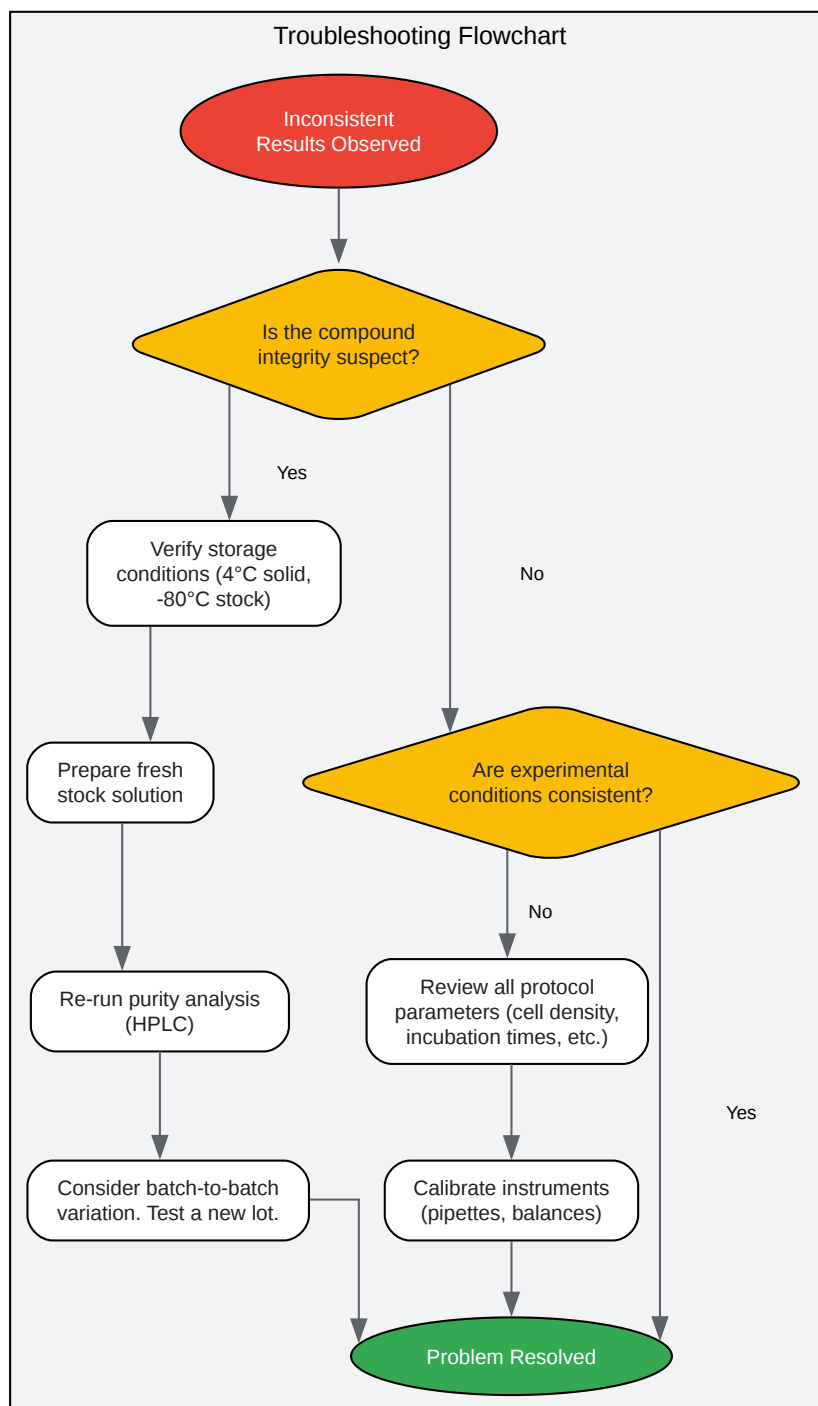 Troubleshooting Flowchart
Inconsistent
Results Observed
Is the compound
integrity suspect?
Yes
Verify storage
conditions (4°C solid,
-80°C stock)
No
Prepare fresh
stock solution
Are experimental
conditions consistent?
No
Re-run purity analysis
(HPLC)
Review all protocol
parameters (cell density,
incubation times, etc.)
Yes
Consider batch-to-batch
variation. Test a new lot.
Calibrate instruments
(pipettes, balances)
Problem Resolved